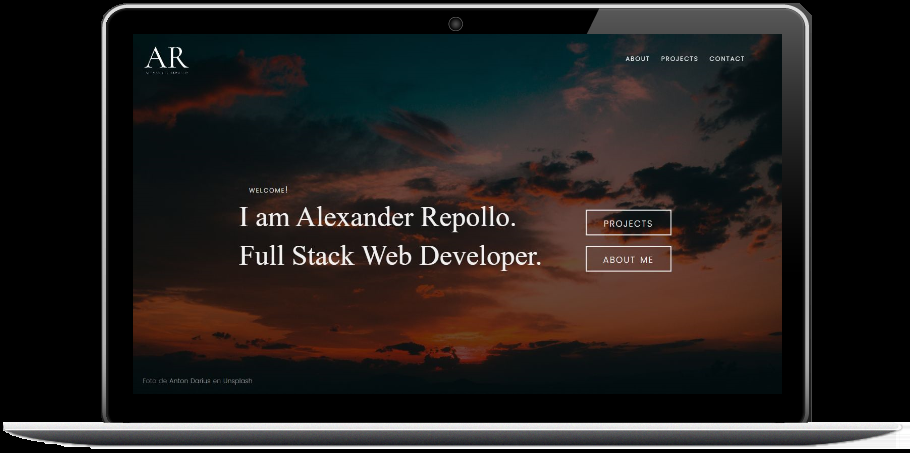 AR
ABOUT PROJECTS CONTACT
WELCOME!
I am Alexander Repollo.
Full Stack Web Developer.
PROJECTS
ABOUT ME
Foto de Anton Darius en Unsplash